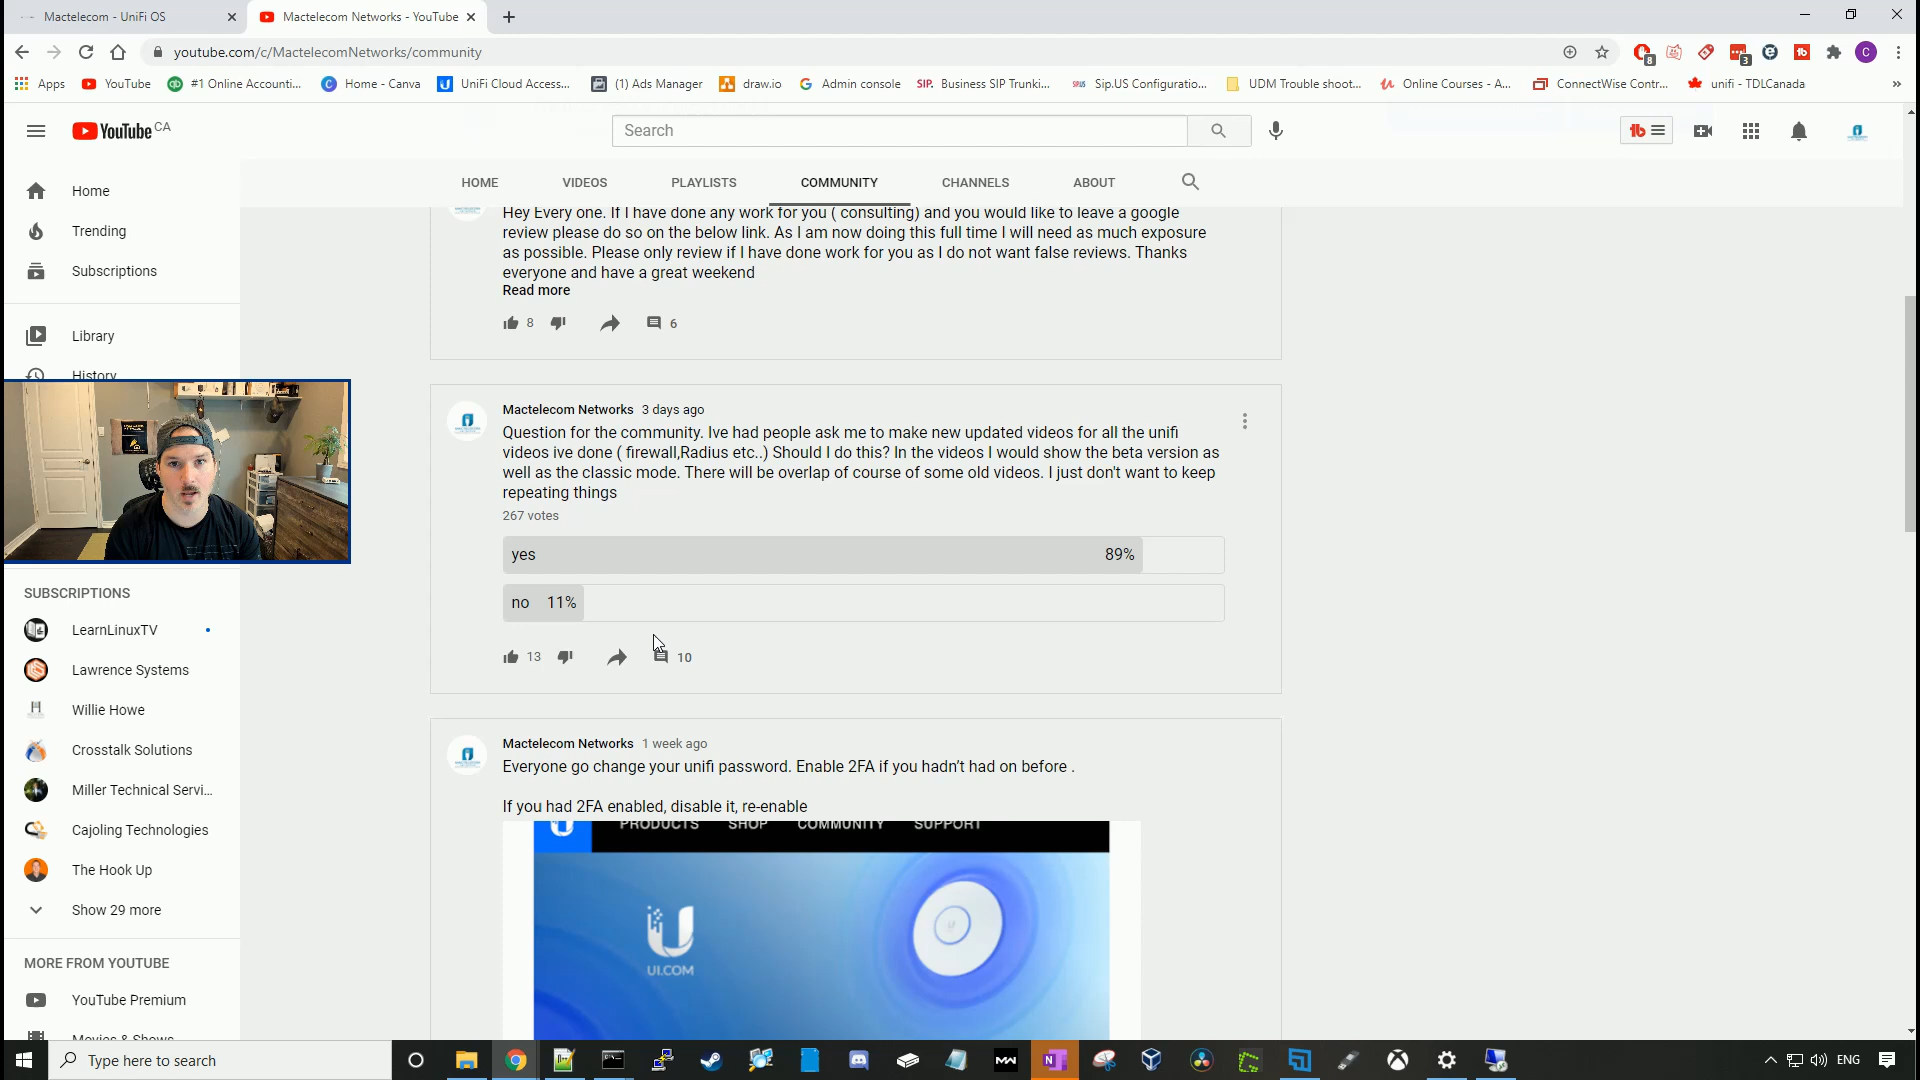 Mactelecom - UniFi OS
Mactelecom Networks - YouTube
youtube.com/c/MactelecomNetworks/community
8
3
C
Apps
YouTube
#1 Online Accounti...
Home - Canva
UniFi Cloud Access...
(1) Ads Manager
draw.io
Admin console
SIP. Business SIP Trunki...
Sip.US Configuratio...
UDM Trouble shoot...
Online Courses - A...
ConnectWise Contr...
unifi - TDLCanada
YouTube CA
Search
HOME
VIDEOS
PLAYLISTS
COMMUNITY
CHANNELS
ABOUT
Home
Trending
Subscriptions
Library
History
SUBSCRIPTIONS
LearnLinuxTV
Lawrence Systems
Willie Howe
Crosstalk Solutions
Miller Technical Servi...
Cajoling Technologies
The Hook Up
Show 29 more
MORE FROM YOUTUBE
YouTube Premium
Movies & Shows
Hey Every one. If I have done any work for you ( consulting) and you would like to leave a google
review please do so on the below link. As I am now doing this full time I will need as much exposure
as possible. Please only review if I have done work for you as I do not want false reviews. Thanks
everyone and have a great weekend
Read more
8
6
Mactelecom Networks 3 days ago
Question for the community. Ive had people ask me to make new updated videos for all the unifi
videos ive done ( firewall,Radius etc..) Should I do this? In the videos I would show the beta version as
well as the classic mode. There will be overlap of course of some old videos. I just don't want to keep
repeating things
267 votes
yes 89%
no 11%
13
10
Mactelecom Networks 1 week ago
Everyone go change your unifi password. Enable 2FA if you hadn't had on before .
If you had 2FA enabled, disable it, re-enable
PRODUCTS SHOP COMMUNITY SUPPORT
UI.COM
Type here to search
ENG